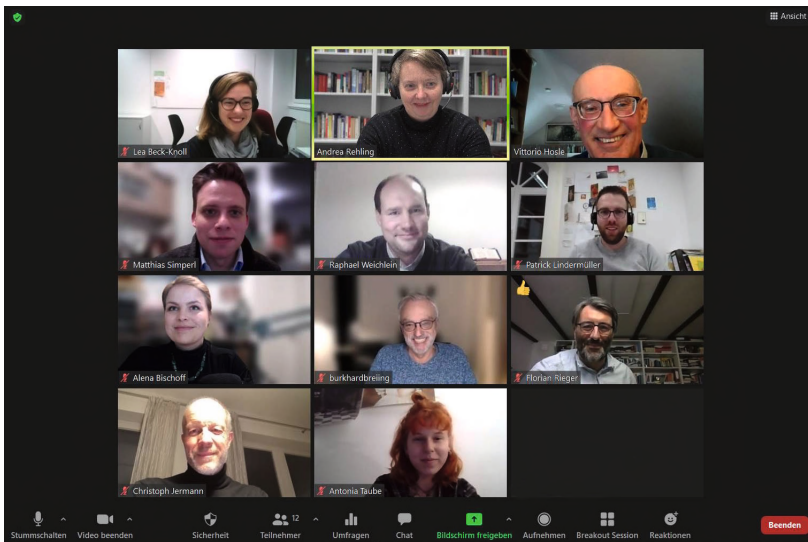 Ansicht
Lea Beck-Knoll
Andrea Rehling
Vittorio Hosle
Matthias Simperl
Raphael Weichlein
Patrick Lindermüller
Alena Bischoff
burkhardbreiing
Florian Rieger
Christoph Jermann
Antonia Taube
12
Stummschalten Video beenden Sicherheit Teilnehmer Umfragen Chat Bildschirm freigeben Aufnehmen Breakout Session Reaktionen Beenden